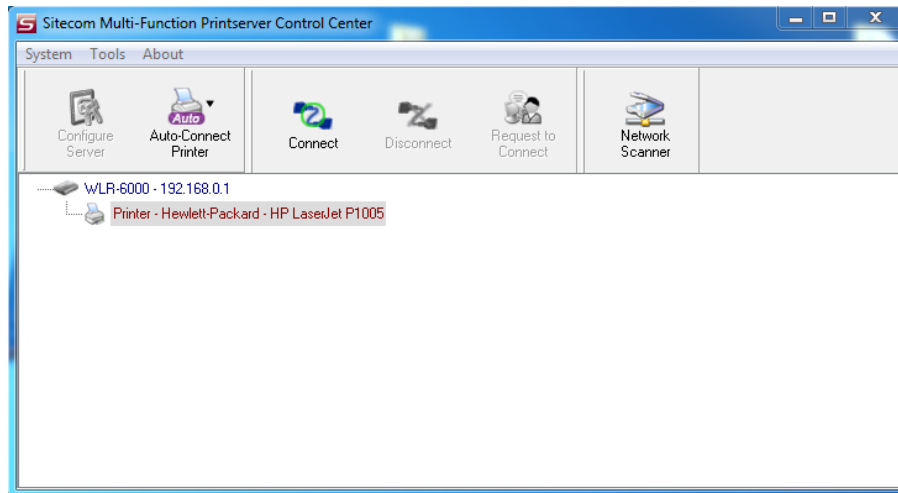 Sitecom Multi-Function Printserver Control Center
System Tools About
Configure Server
Auto
Auto-Connect Printer
Connect
Disconnect
Request to Connect
Network Scanner
WLR-6000 - 192.168.0.1
Printer - Hewlett-Packard - HP LaserJet P1005